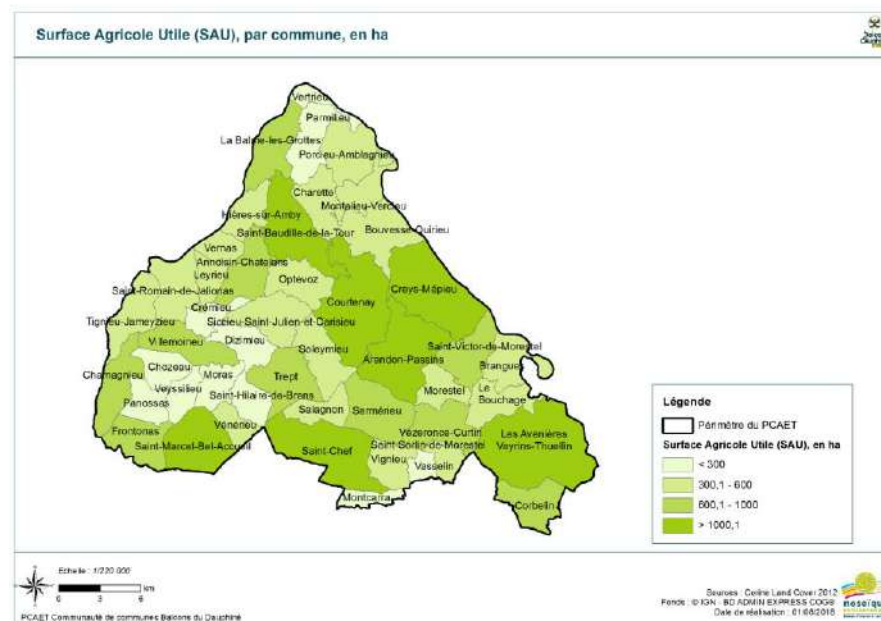 Surface Agricole Utile (SAU), par commune, en ha
Vertrieu
Parmilieu
La Balme-les-Grottes
Porcieu-Amblagnieu
Charette
Montalieu-Vercieu
Hières-sur-Amby
Bouvesse-Quirieu
Saint-Baudille-de-la-Tour
Vernas
Annoisin-Chatelans
Leyrieu
Optevoz
Creys-Mépieu
Saint-Romain-de-Jalionas
Courtenay
Crémieu
Tignieu-Jameyzieu
Siccieu-Saint-Julien-et-Carisieu
Villemoirieu
Dizimieu
Soleymieu
Saint-Victor-de-Morestel
Arandon-Passins
Brangue
Chozeau
Chamagnieu
Moras
Trept
Veyssilieu
Morestel
Le
Bouchage
Panossas
Saint-Hilaire-de-Brens
Salagnon
Sermérieu
Vénérieu
Frontonas
Vézeronce-Curtin
Les Avenières
Saint-Marcel-Bel-Accueil
Saint-Chef
Saint-Sorlin-de-Morestel
Veyrins-Thuellin
Vignieu
Vasselin
Montcarra
Corbelin
Légende
Périmètre du PCAET
Surface Agricole Utile (SAU), en ha
< 300
300,1 - 600
600,1 - 1000
> 1000,1
Echelle : 1/220 000
0 3 6
km
PCAET Communauté de communes Balcons du Dauphiné
Sources : Corine Land Cover 2012
Fonds : © IGN - BD ADMIN EXPRESS COG®
Date de réalisation : 01/08/2018
mosaïque